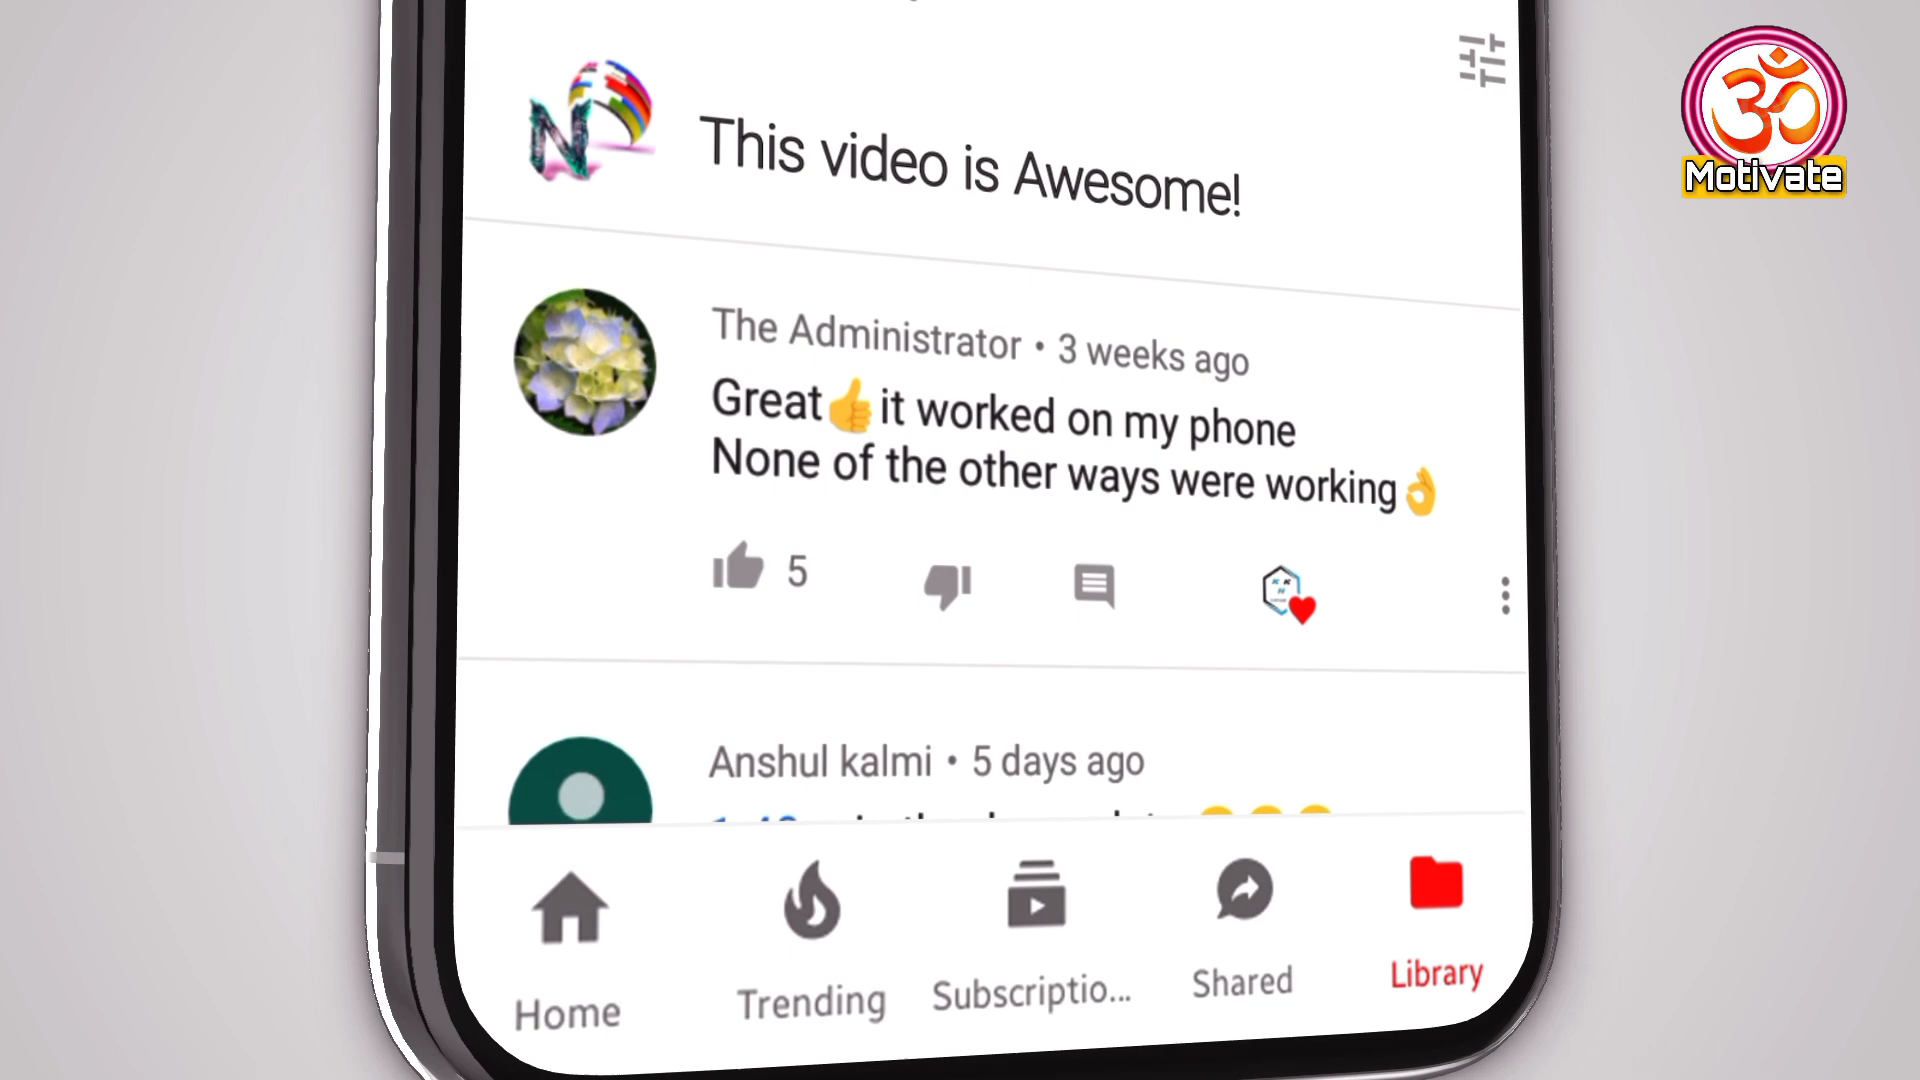 Motivate
This video is Awesome!
The Administrator • 3 weeks ago
Great👍it worked on my phone
None of the other ways were working👌
5
Anshul kalmi • 5 days ago
Home
Trending
Subscriptio...
Shared
Library